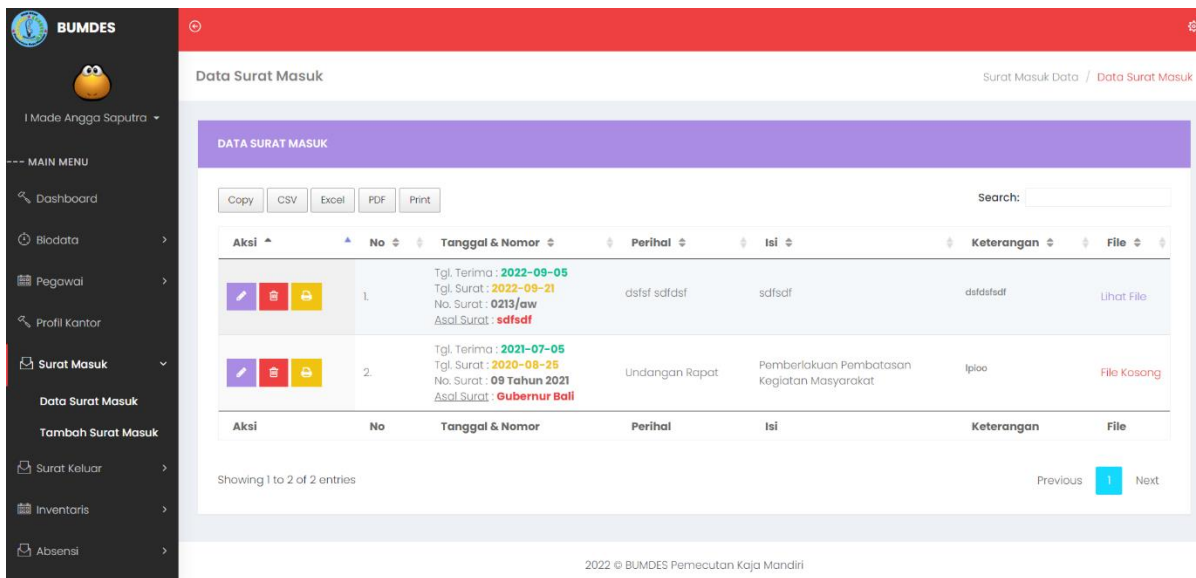 BUMDES
I Made Angga Saputra
--- MAIN MENU
Dashboard
Biodata
Pegawai
Profil Kantor
Surat Masuk
Data Surat Masuk
Tambah Surat Masuk
Surat Keluar
Inventaris
Absensi
Data Surat Masuk
Surat Masuk Data / Data Surat Masuk
DATA SURAT MASUK
Copy CSV Excel PDF Print
Search:
Aksi No Tanggal & Nomor Perihal Isi Keterangan File
1.
Tgl. Terima : 2022-09-05
Tgl. Surat : 2022-09-21
No. Surat : 0213/aw
Asal Surat : sdfsdf
dsfsf sdfdsf
sdfsdf
dsfdsfsdf
Lihat File
2.
Tgl. Terima : 2021-07-05
Tgl. Surat : 2020-08-25
No. Surat : 09 Tahun 2021
Asal Surat : Gubernur Bali
Undangan Rapat
Pemberlakuan Pembatasan
Kegiatan Masyarakat
Ipioo
File Kosong
Aksi No Tanggal & Nomor Perihal Isi Keterangan File
Showing 1 to 2 of 2 entries
Previous 1 Next
2022 © BUMDES Pemecutan Kaja Mandiri